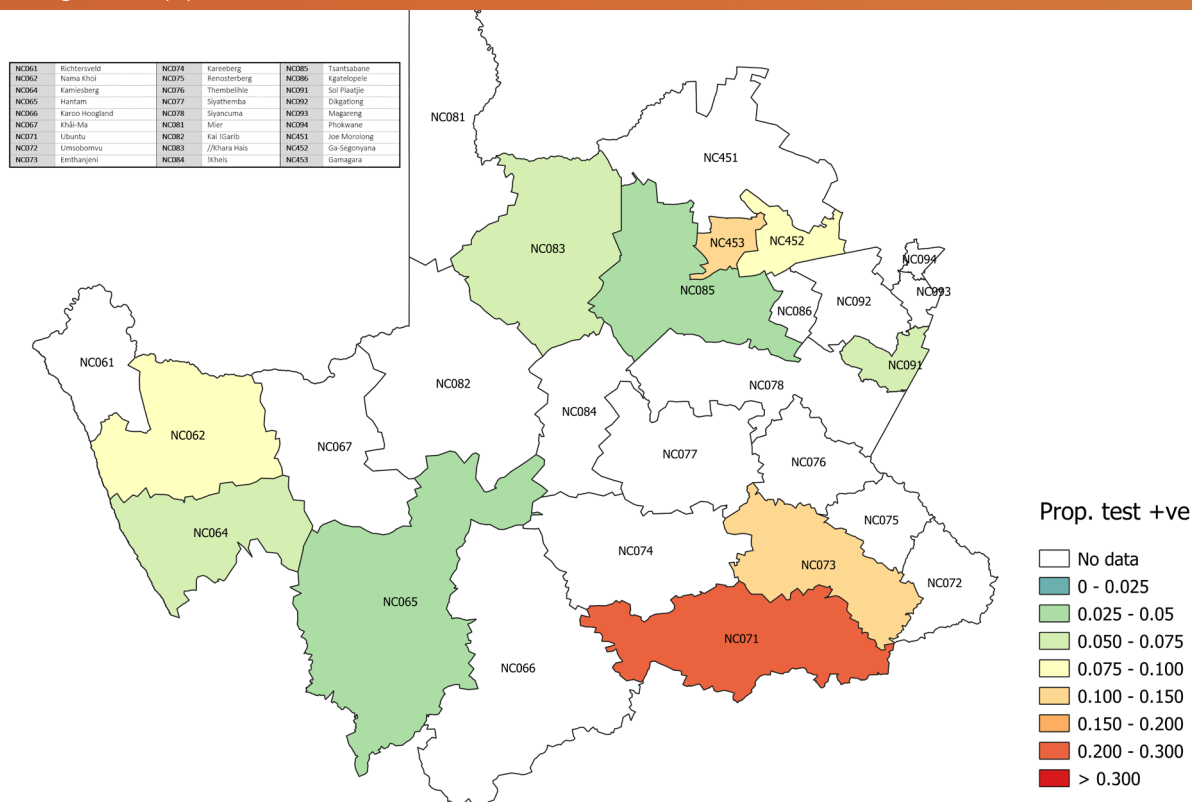 NC061 Richtersveld NC074 Kareeberg NC085 Tsantsabane
NC062 Nama Khoi NC075 Renosterberg NC086 Kgatelopele
NC064 Kamiesberg NC076 Thembelihle NC091 Sol Plaatjie
NC065 Hantam NC077 Siyathemba NC092 Dikgatlong
NC066 Karoo Hoogland NC078 Siyancuma NC093 Magareng
NC067 Khâi-Ma NC081 Mier NC094 Phokwane
NC071 Ubuntu NC082 Kai !Garib NC451 Joe Morolong
NC072 Umsobomvu NC083 //Khara Hais NC452 Ga-Segonyana
NC073 Emthanjeni NC084 !Kheis NC453 Gamagara
NC081
NC451
NC453
NC452
NC083
NC094
NC085
NC093
NC092
NC086
NC061
NC091
NC082
NC078
NC084
NC062
NC067
NC077
NC076
NC064
NC075
NC074
NC073
NC072
NC065
NC071
NC066
Prop. test +ve
No data
0 - 0.025
0.025 - 0.05
0.050 - 0.075
0.075 - 0.100
0.100 - 0.150
0.150 - 0.200
0.200 - 0.300
> 0.300